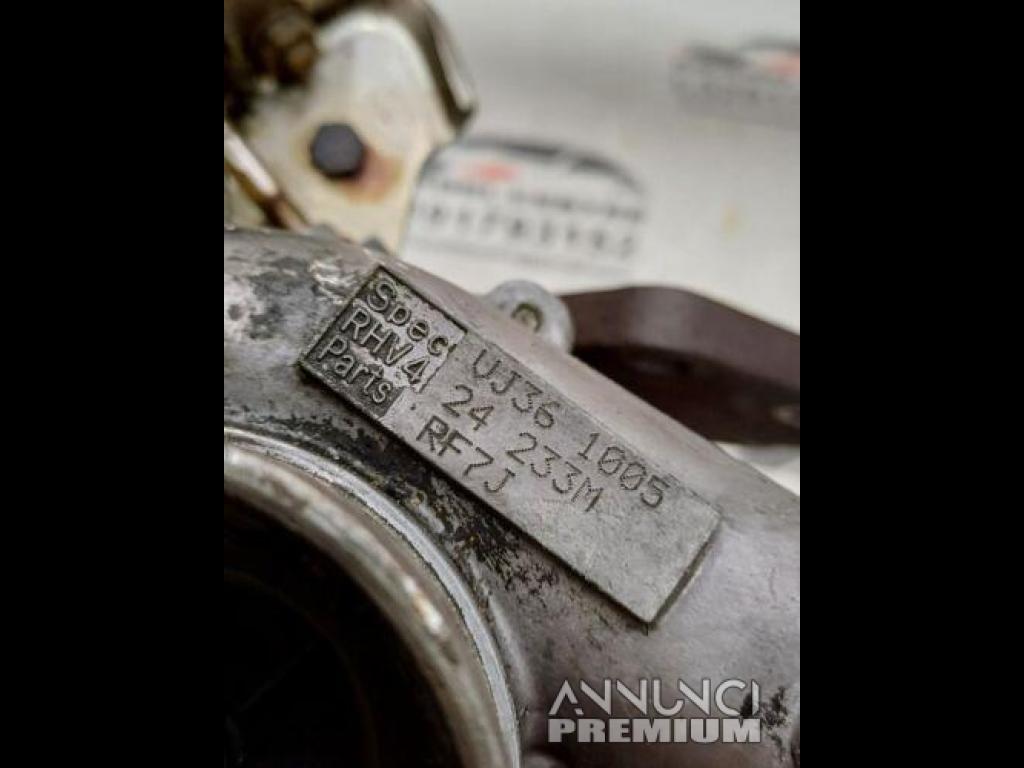 Spec VJ36 1005
RHV4 24 233M
Parts RF7J
ANNUNCI
PREMIUM